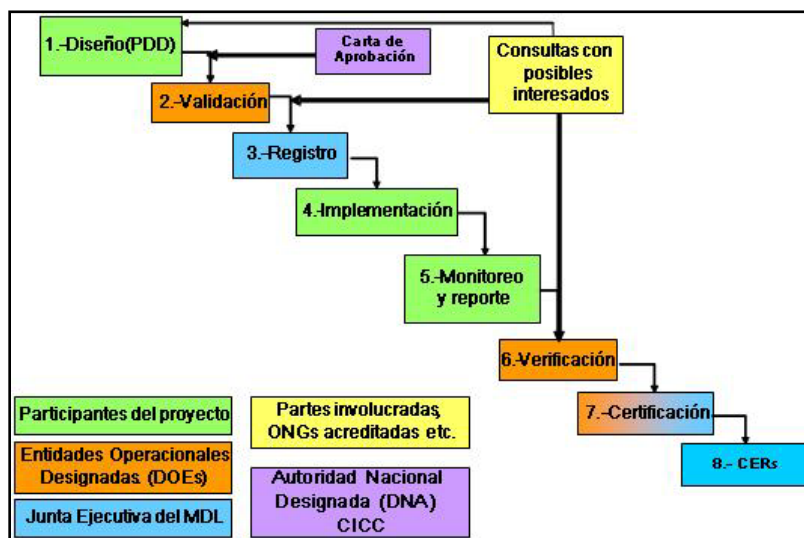 1.-Diseño(PDD)
Carta de
Aprobación
Consultas con
posibles
interesados
2.-Validación
3.-Registro
4.-Implementación
5.-Monitoreo
y reporte
6.-Verificación
7.-Certificación
8.- CERs
Participantes del proyecto
Partes involucradas,
ONGs acreditadas etc.
Entidades Operacionales
Designadas. (DOEs)
Autoridad Nacional
Designada (DNA)
CICC
Junta Ejecutiva del MDL